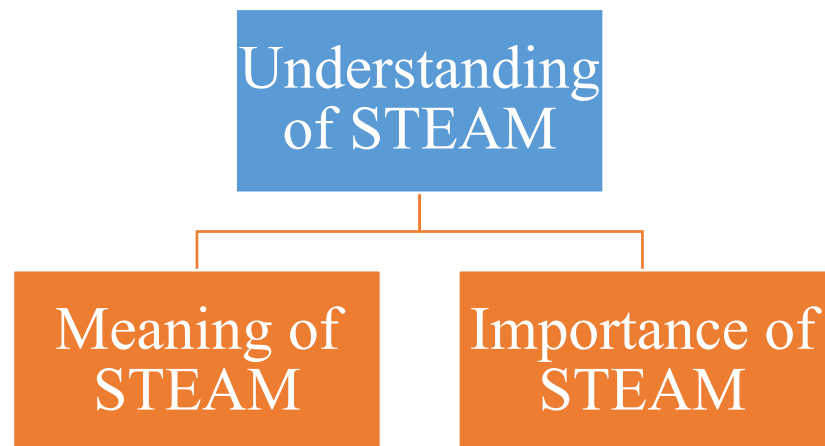 Understanding
of STEAM
Meaning of
STEAM
Importance of
STEAM